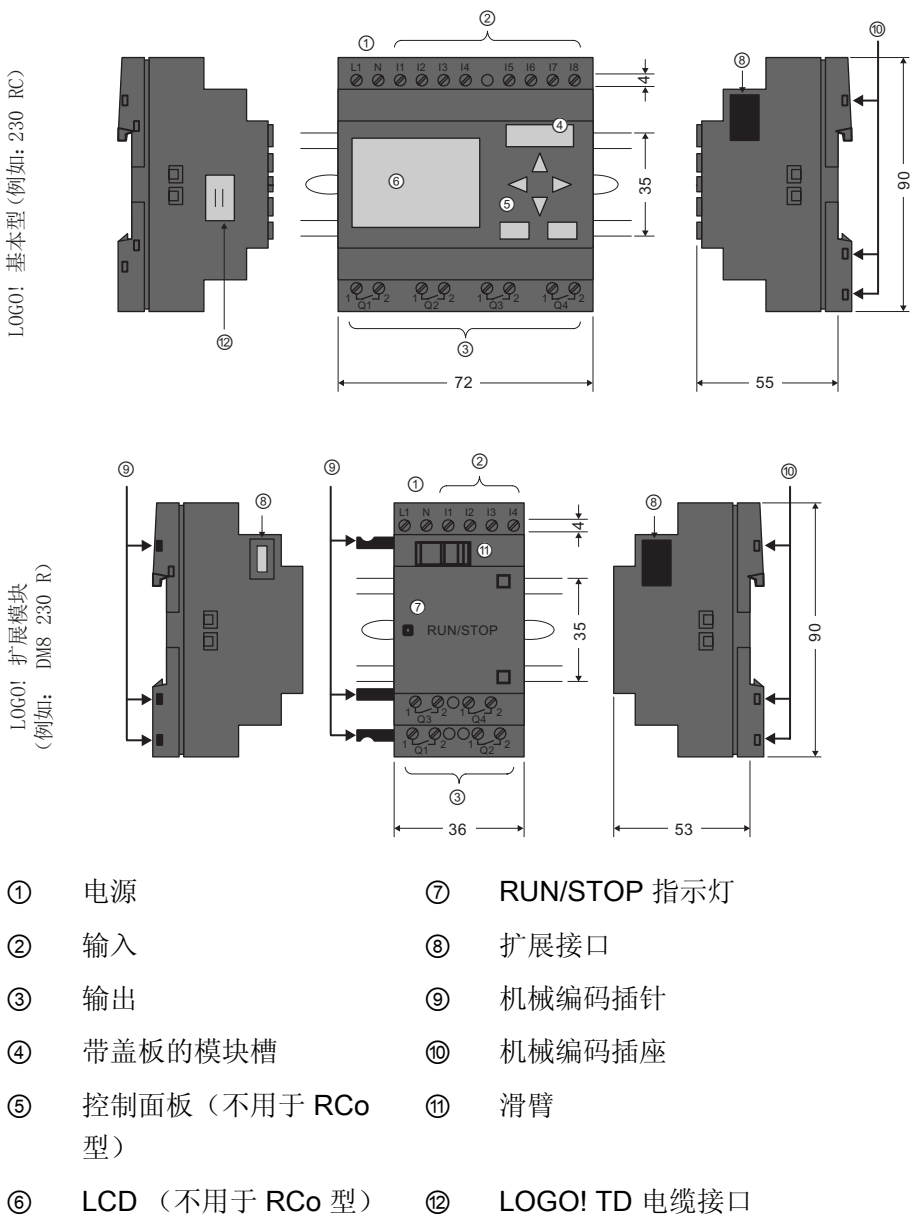 LOGO! 基本型(例如:230 RC)
① ② ⑧ ⑩
L1 N I1 I2 I3 I4 I5 I6 I7 I8
4
④
⑥ ⑤ 35 90
1 2 1 2 1 2 1 2
Q1 Q2 Q3 Q4
⑫ ③
72 55
LOGO! 扩展模块
(例如: DM8 230 R)
⑨ ⑧ ⑨ ① ② ⑧ ⑩
L1 N I1 I2 I3 I4
4
⑪
⑦
RUN/STOP 35 90
1 2 1 2
Q3 Q4
1 2 1 2
Q1 Q2
③
36 53
① 电源 ⑦ RUN/STOP 指示灯
② 输入 ⑧ 扩展接口
③ 输出 ⑨ 机械编码插针
④ 带盖板的模块槽 ⑩ 机械编码插座
⑤ 控制面板(不用于 RCo ⑪ 滑臂
型)
⑥ LCD (不用于 RCo 型) ⑫ LOGO! TD 电缆接口